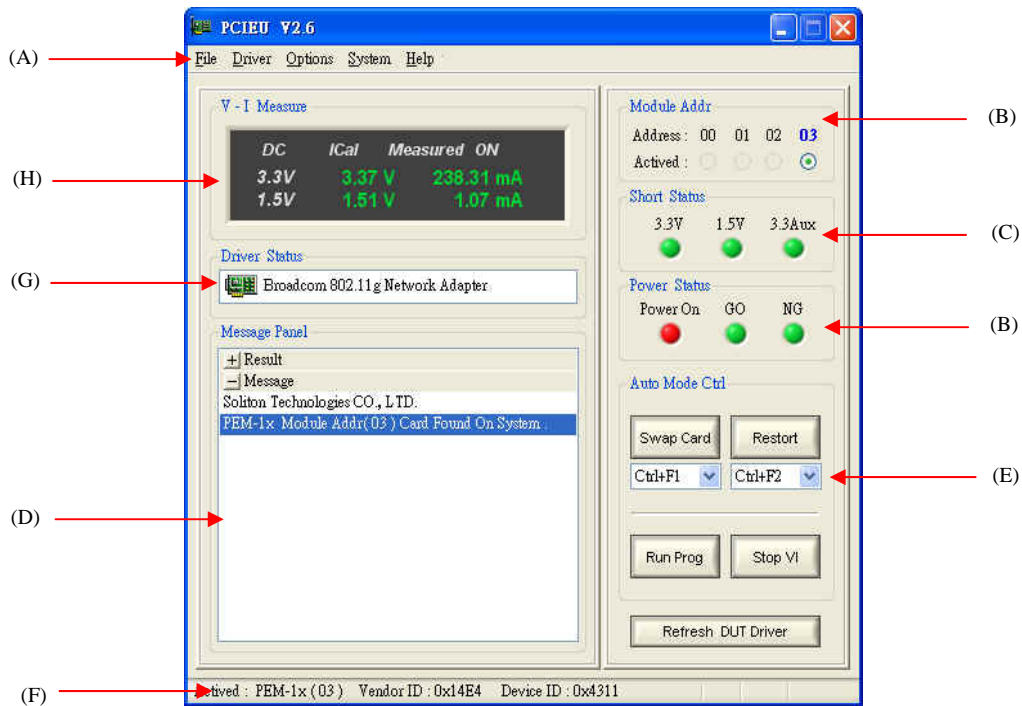 PCIEU V2.6
(A)
File Driver Options System Help
V - I Measure
DC ICal Measured ON
3.3V 3.37 V 238.31 mA
1.5V 1.51 V 1.07 mA
(H)
Driver Status
Broadcom 802.11g Network Adapter
(G)
Message Panel
+ Result
- Message
Soliton Technologies CO., LTD.
PEM-1x Module Addr( 03 ) Card Found On System .
(D)
Module Addr
Address : 00 01 02 03
Actived :
(B)
Short Status
3.3V 1.5V 3.3Aux
(C)
Power Status
Power On GO NG
(B)
Auto Mode Ctrl
Swap Card Restort
Ctrl+F1 Ctrl+F2
(E)
Run Prog Stop VI
Refresh DUT Driver
(F)
Actived : PEM-1x ( 03 ) Vendor ID : 0x14E4 Device ID : 0x4311